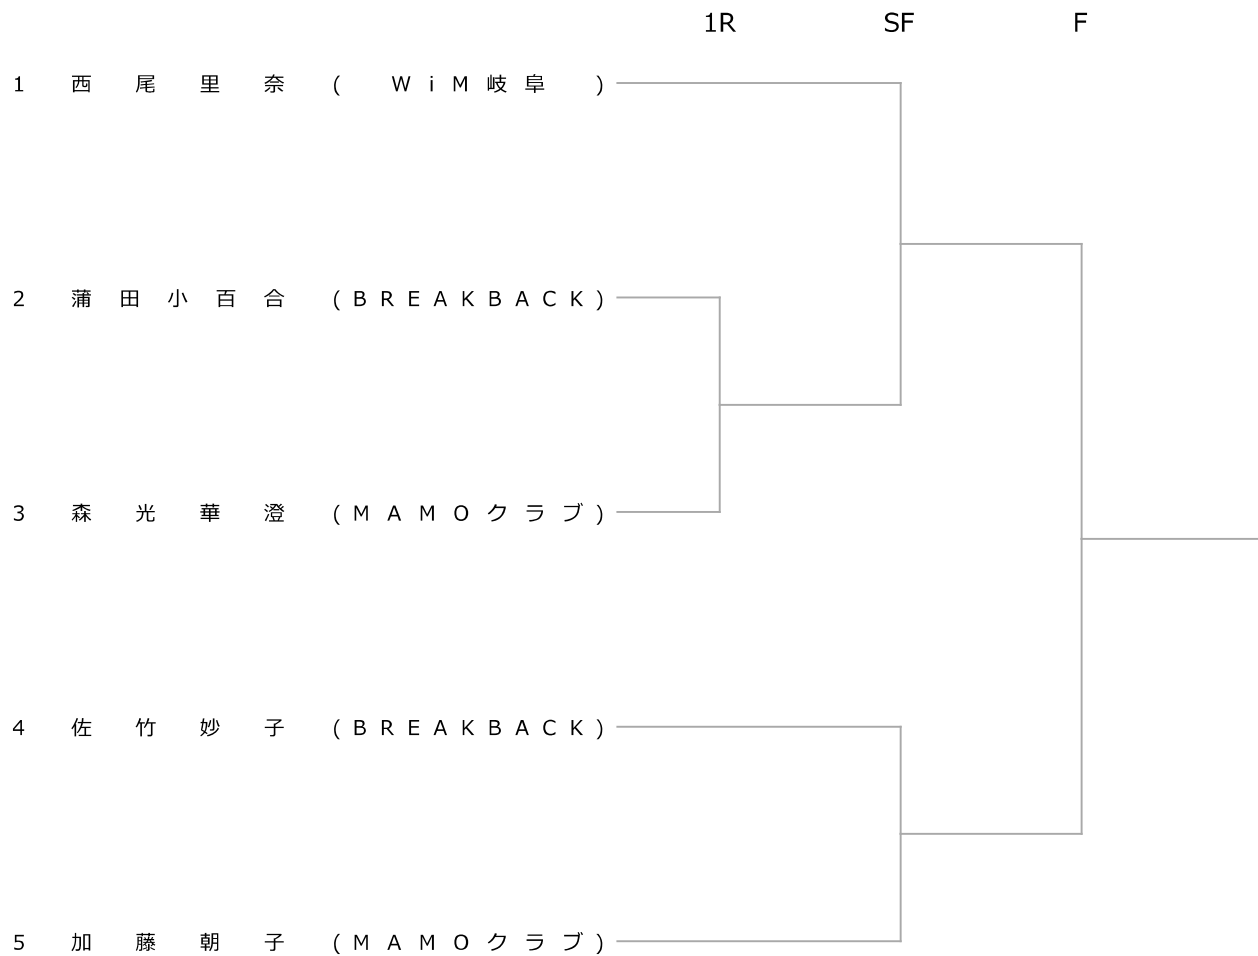 1R SF F
1 西尾里奈 (WiM岐阜)
2 蒲田小百合 (BREAKBACK)
3 森光華澄 (MAMOクラブ)
4 佐竹妙子 (BREAKBACK)
5 加藤朝子 (MAMOクラブ)